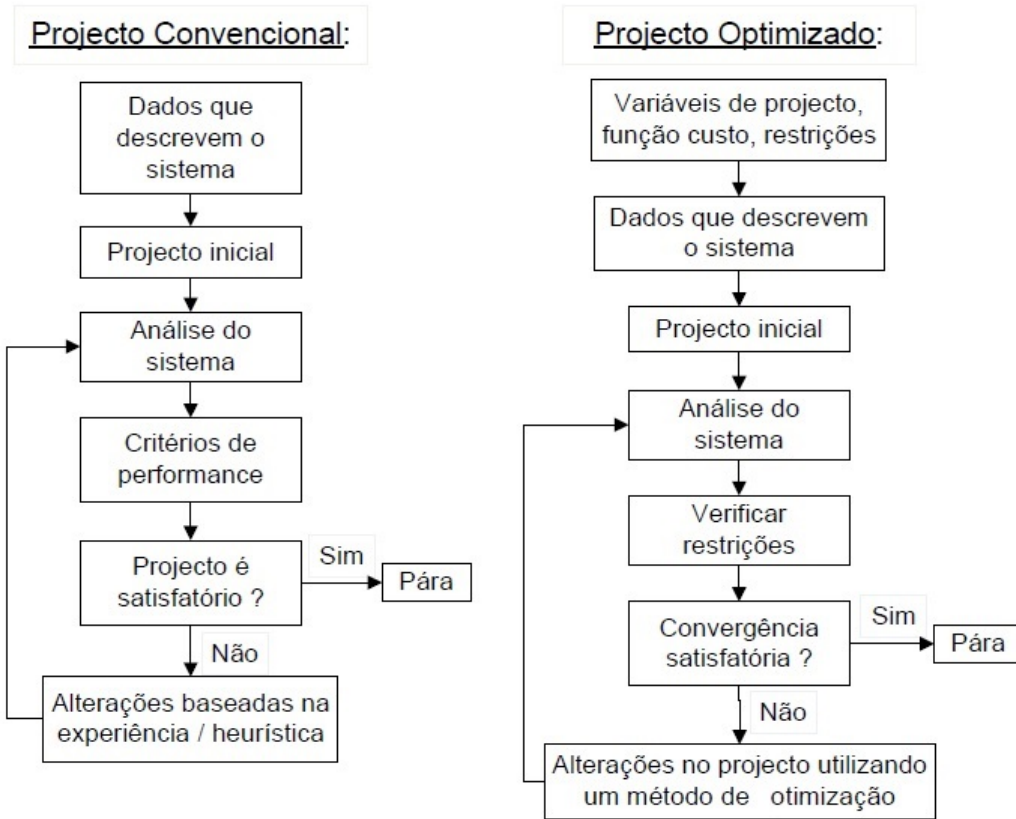 Projecto Convencional:
Dados que
descrevem o
sistema
Projecto inicial
Análise do
sistema
Critérios de
performance
Projecto é
satisfatório ?
Sim
Pára
Não
Alterações baseadas na
experiência / heurística
Projecto Optimizado:
Variáveis de projecto,
função custo, restrições
Dados que descrevem
o sistema
Projecto inicial
Análise do
sistema
Verificar
restrições
Convergência
satisfatória ?
Sim
Pára
Não
Alterações no projecto utilizando
um método de otimização